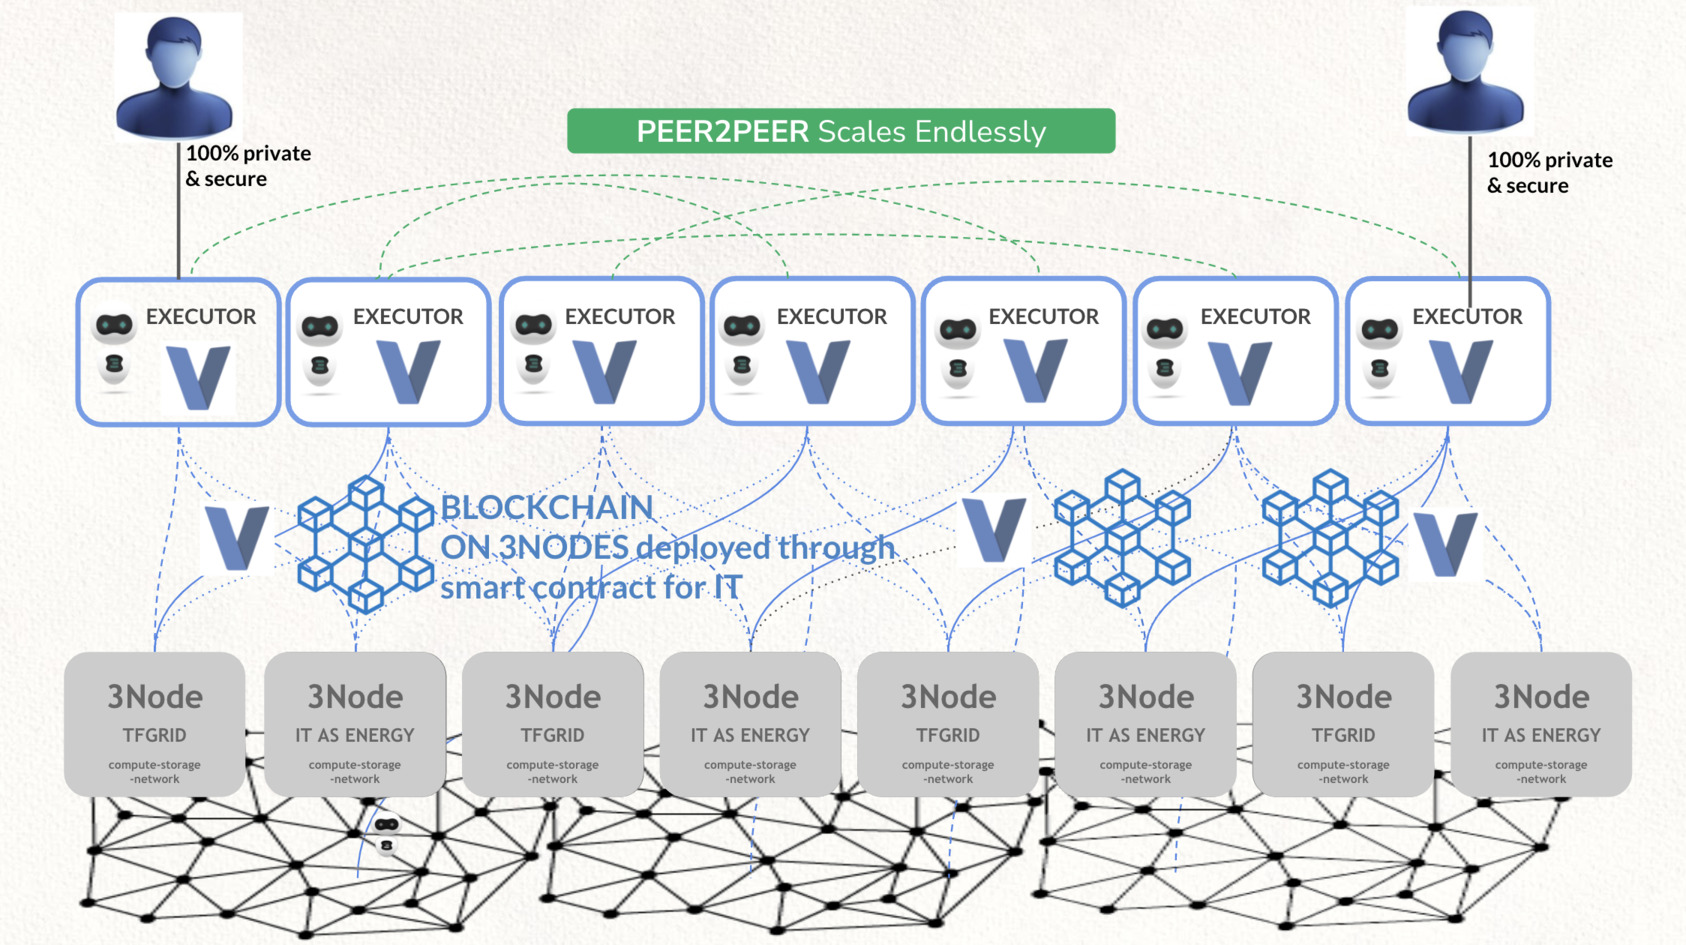 PEER2PEER Scales Endlessly
100% private
& secure
100% private
& secure
EXECUTOR
EXECUTOR
EXECUTOR
EXECUTOR
EXECUTOR
EXECUTOR
EXECUTOR
BLOCKCHAIN
ON 3NODES deployed through
smart contract for IT
3Node
TFGRID
compute-storage
-network
3Node
IT AS ENERGY
compute-storage
-network
3Node
TFGRID
compute-storage
-network
3Node
IT AS ENERGY
compute-storage
-network
3Node
TFGRID
compute-storage
-network
3Node
IT AS ENERGY
compute-storage
-network
3Node
TFGRID
compute-storage
-network
3Node
IT AS ENERGY
compute-storage
-network